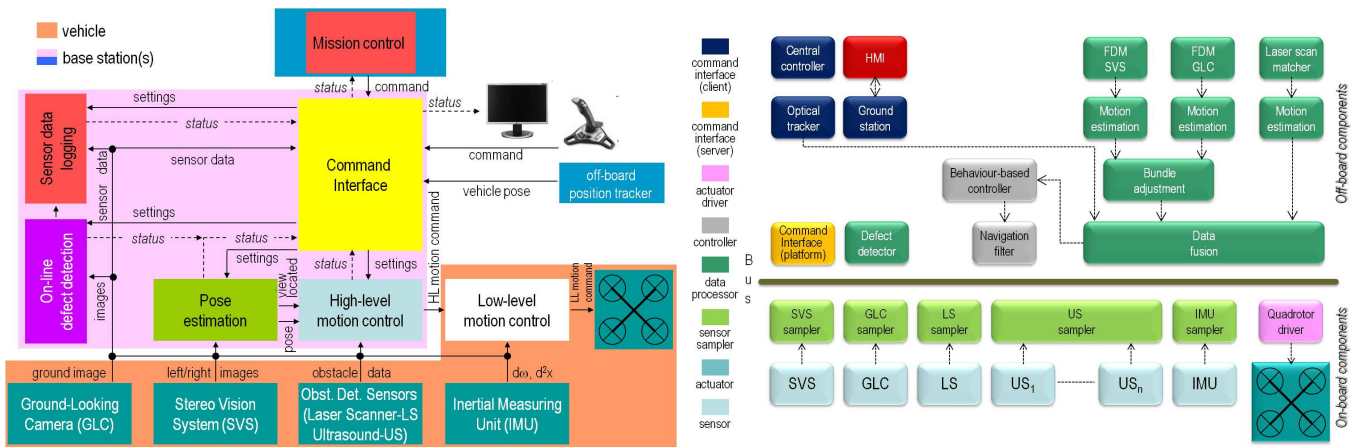 vehicle
base station(s)
Mission control
status
command
status
settings
status
sensor data
Sensor data
logging
sensor data
Command
Interface
command
vehicle pose
off-board
position tracker
settings
status
status
settings
status
settings
HL motion command
On-line
defect detection
images
Pose
estimation
view
located
pose
High-level
motion control
Low-level
motion control
LL motion
command
ground image
left/right images
obstacle data
dω, d²x
Ground-Looking
Camera (GLC)
Stereo Vision
System (SVS)
Obst. Det. Sensors
(Laser Scanner-LS
Ultrasound-US)
Inertial Measuring
Unit (IMU)
command
interface
(client)
command
interface
(server)
actuator
driver
controller
data
processor
sensor
sampler
actuator
sensor
Central
controller
HMI
FDM
SVS
FDM
GLC
Laser scan
matcher
Optical
tracker
Ground
station
Motion
estimation
Motion
estimation
Motion
estimation
Behaviour-based
controller
Bundle
adjustment
Command
Interface
(platform)
Defect
detector
Navigation
filter
Data
fusion
Off-board components
Bus
SVS
sampler
GLC
sampler
LS
sampler
US
sampler
IMU
sampler
Quadrotor
driver
SVS
GLC
LS
US1
USn
IMU
On-board components